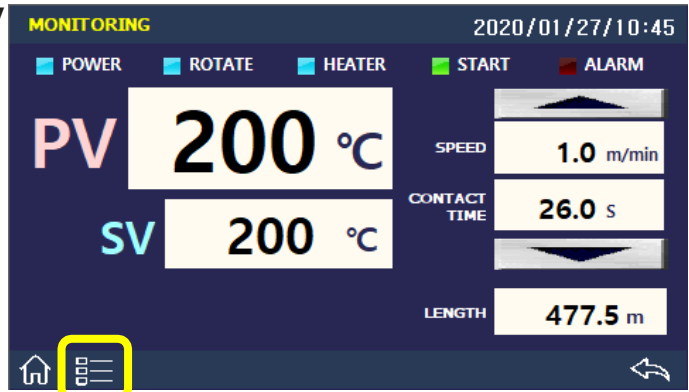 MONITORING 2020/01/27/10:45
POWER ROTATE HEATER START ALARM
PV 200 ℃
SPEED 1.0 m/min
CONTACT TIME 26.0 S
SV 200 ℃
LENGTH 477.5 m